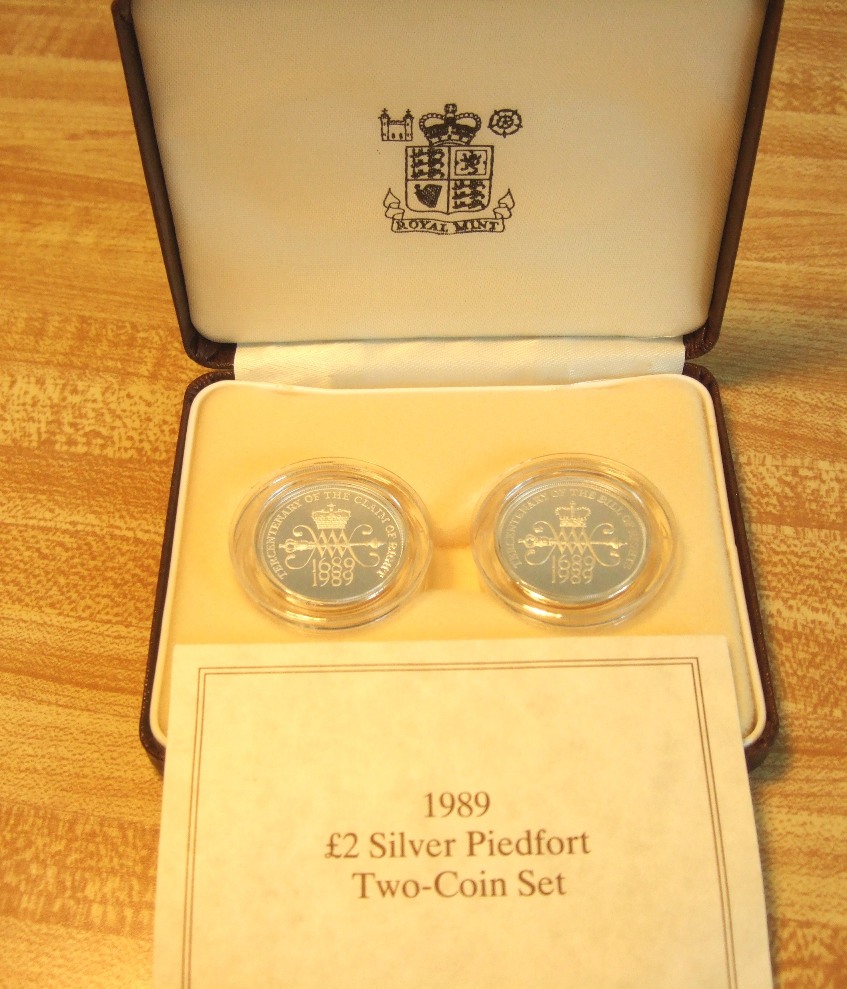 ROYAL MINT
TERCENTENARY OF THE CLAIM OF RIGHT
1689
1989
TERCENTENARY OF THE BILL OF RIGHTS
1689
1989
1989
£2 Silver Piedfort
Two-Coin Set